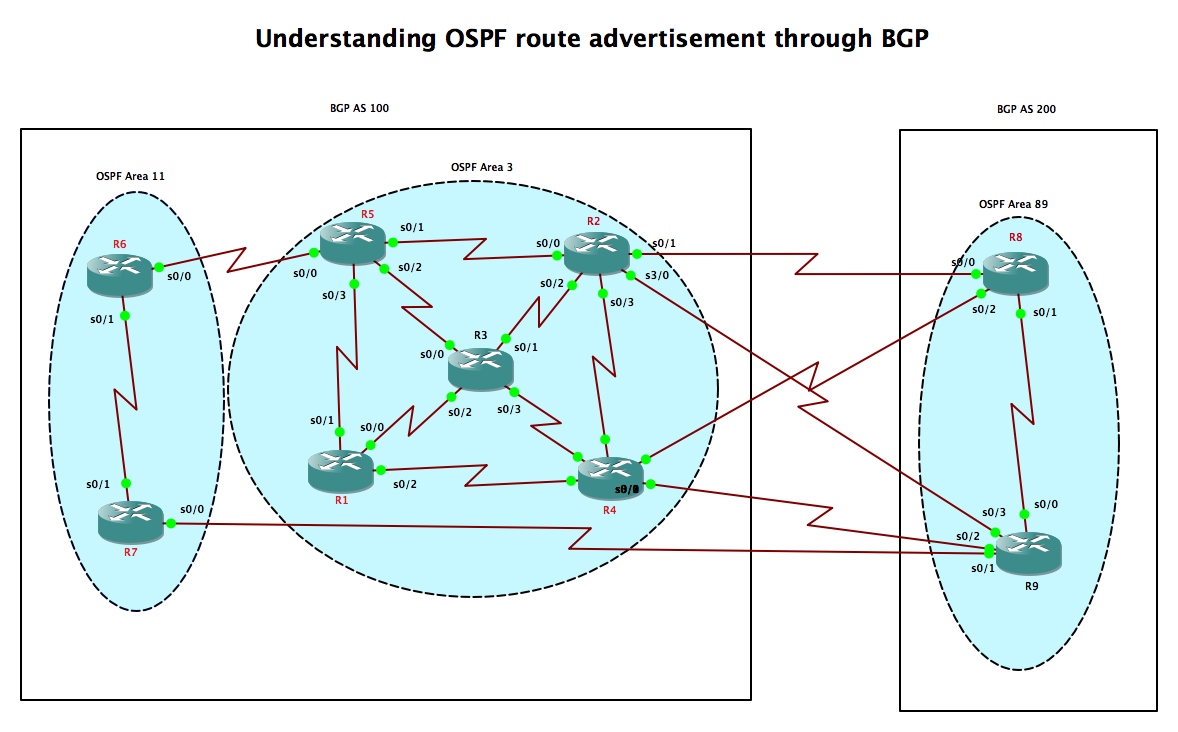 Understanding OSPF route advertisement through BGP
BGP AS 100
BGP AS 200
OSPF Area 11
OSPF Area 3
OSPF Area 89
R6
s0/0
s0/1
s0/1
s0/0
R7
R5
s0/1
s0/0
s0/2
s0/3
R2
s0/0
s0/1
s0/2
s3/0
s0/3
R3
s0/0
s0/1
s0/2
s0/3
s0/1
s0/0
s0/2
R1
R4
R8
s0/0
s0/2
s0/1
s0/3
s0/0
s0/2
s0/1
R9